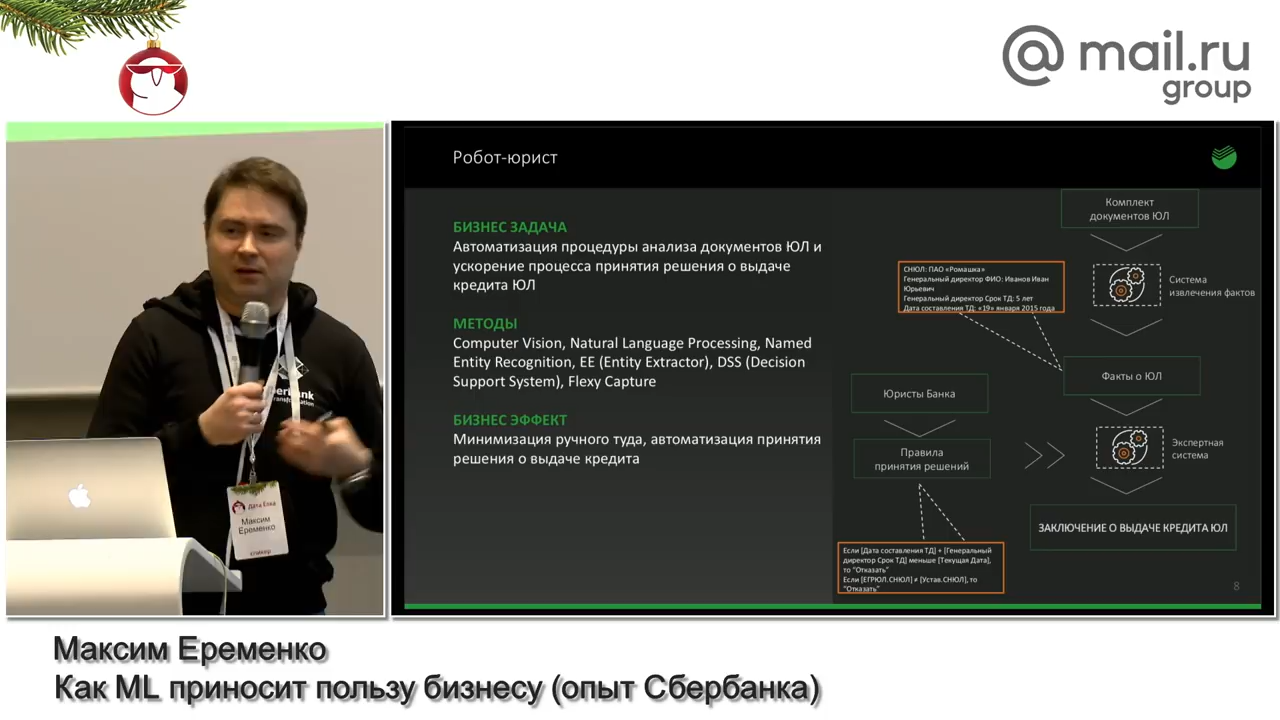 @ mail.ru
group
Робот-юрист
БИЗНЕС ЗАДАЧА
Автоматизация процедуры анализа документов ЮЛ и
ускорение процесса принятия решения о выдаче
кредита ЮЛ
МЕТОДЫ
Computer Vision, Natural Language Processing, Named
Entity Recognition, EE (Entity Extractor), DSS (Decision
Support System), Flexy Capture
БИЗНЕС ЭФФЕКТ
Минимизация ручного туда, автоматизация принятия
решения о выдаче кредита
Комплект
документов ЮЛ
Система
извлечения фактов
СНЮЛ: ПАО «Ромашка»
Генеральный директор ФИО: Иванов Иван
Юрьевич
Генеральный директор Срок ТД: 5 лет
Дата составления ТД: «19» января 2015 года
Факты о ЮЛ
Юристы Банка
Правила
принятия решений
Экспертная
система
ЗАКЛЮЧЕНИЕ О ВЫДАЧЕ КРЕДИТА ЮЛ
Если [Дата составления ТД] + [Генеральный
директор Срок ТД] меньше [Текущая Дата],
то "Отказать"
Если [ЕГРЮЛ.СНЮЛ] ≠ [Устав.СНЮЛ], то
"Отказать"
8
Дата Ёлка
Максим
Еременко
спикер
Максим Еременко
Как ML приносит пользу бизнесу (опыт Сбербанка)